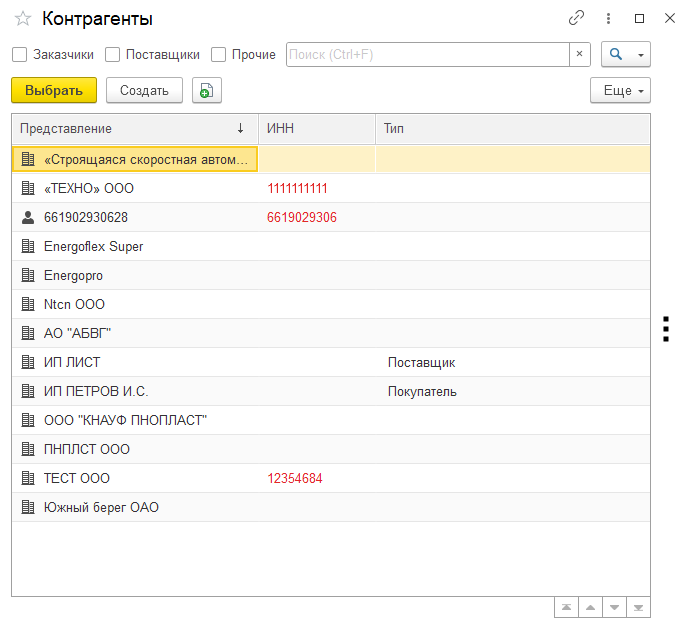 Контрагенты
Заказчики Поставщики Прочие Поиск (Ctrl+F) ×
Выбрать Создать Еще
Представление ↓ ИНН Тип
«Строящаяся скоростная автом...
«ТЕХНО» ООО 1111111111
661902930628 6619029306
Energoflex Super
Energopro
Ntcn ООО
АО "АБВГ"
ИП ЛИСТ Поставщик
ИП ПЕТРОВ И.С. Покупатель
ООО "КНАУФ ПНОПЛАСТ"
ПНПЛСТ ООО
ТЕСТ ООО 12354684
Южный берег ОАО